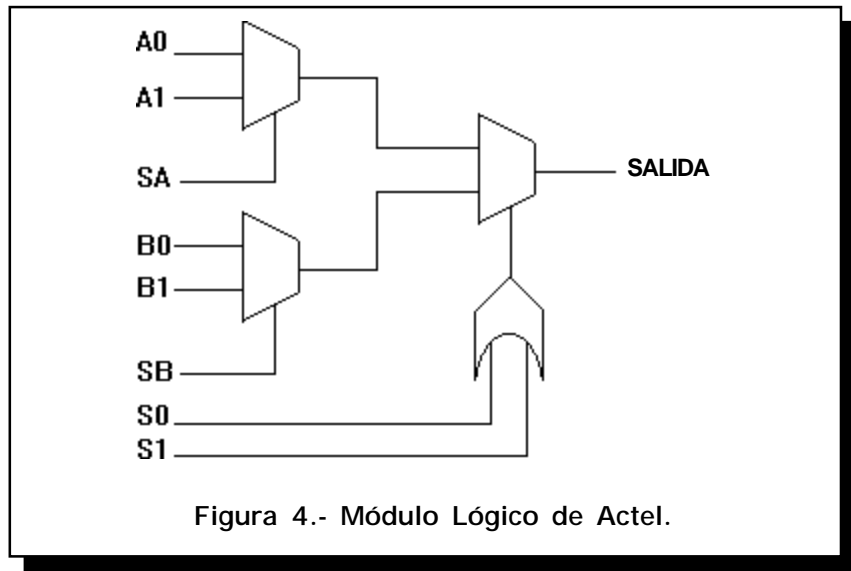 A0
A1
SA
SALIDA
B0
B1
SB
S0
S1
Figura 4.- Módulo Lógico de Actel.